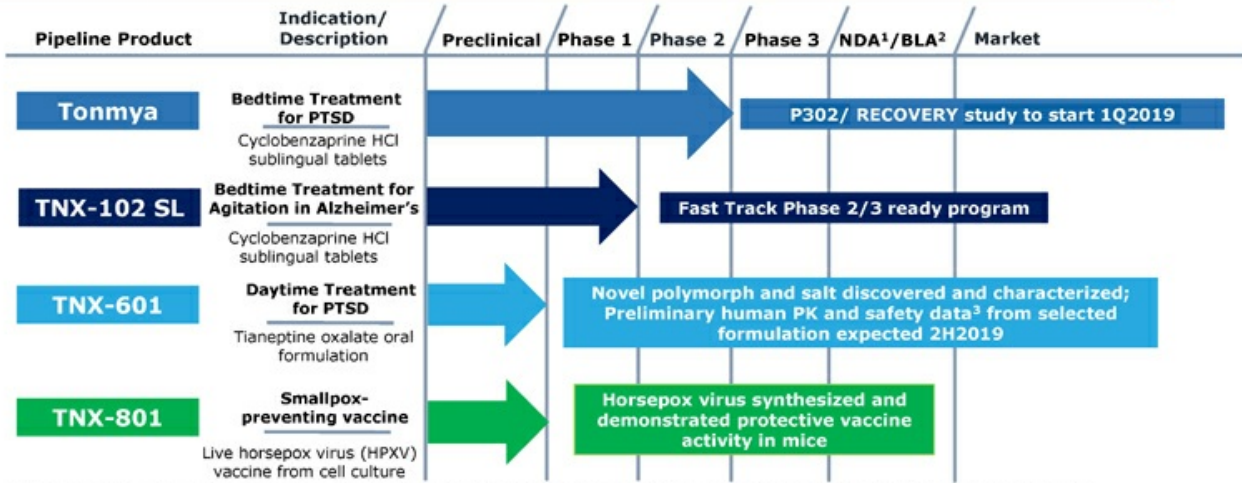 Pipeline Product
Indication/
Description
Preclinical
Phase 1
Phase 2
Phase 3
NDA¹/BLA²
Market
Tonmya
Bedtime Treatment
for PTSD
Cyclobenzaprine HCl
sublingual tablets
P302/ RECOVERY study to start 1Q2019
TNX-102 SL
Bedtime Treatment for
Agitation in Alzheimer's
Cyclobenzaprine HCl
sublingual tablets
Fast Track Phase 2/3 ready program
TNX-601
Daytime Treatment
for PTSD
Tianeptine oxalate oral
formulation
Novel polymorph and salt discovered and characterized;
Preliminary human PK and safety data³ from selected
formulation expected 2H2019
TNX-801
Smallpox-
preventing vaccine
Live horsepox virus (HPXV)
vaccine from cell culture
Horsepox virus synthesized and
demonstrated protective vaccine
activity in mice